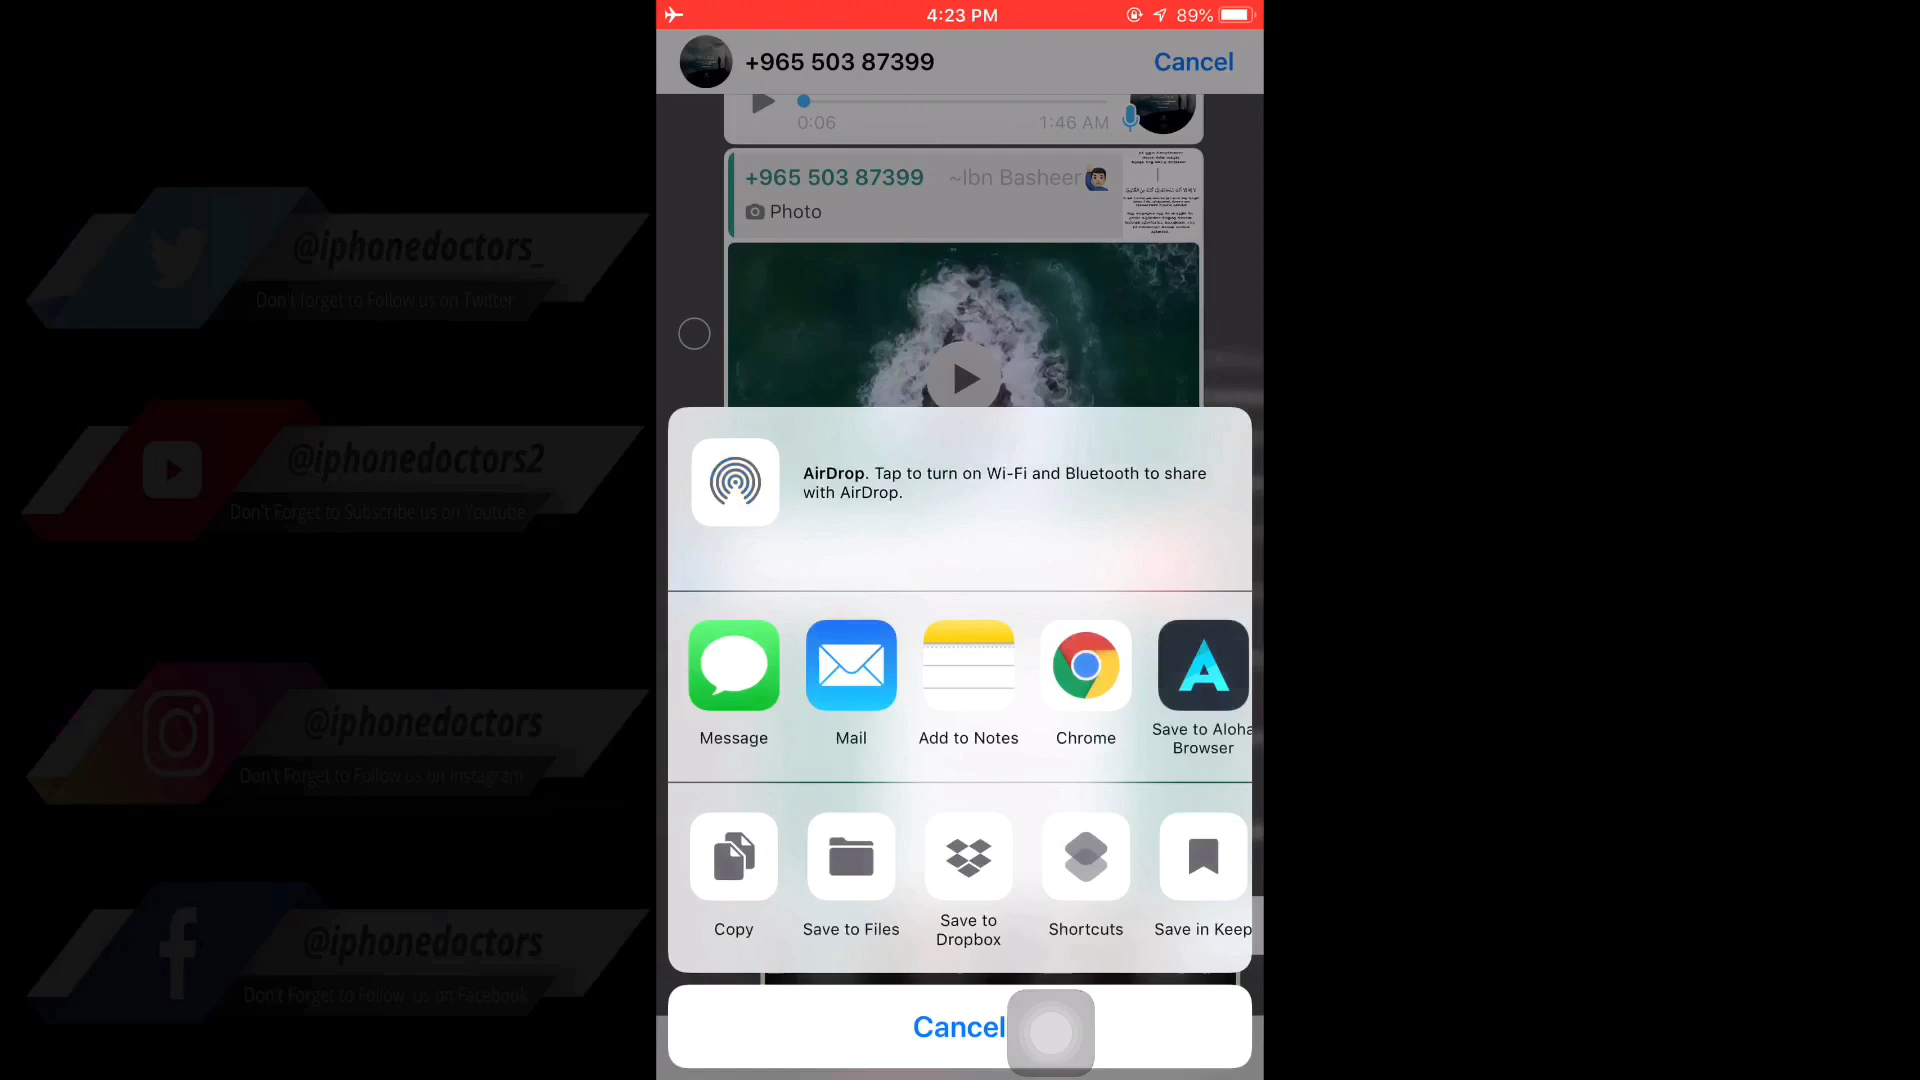 4:23 PM
89%
+965 503 87399
Cancel
0:06
1:46 AM
+965 503 87399 ~Ibn Basheer🙋🏻‍♂️
Photo
AirDrop. Tap to turn on Wi-Fi and Bluetooth to share
with AirDrop.
Message
Mail
Add to Notes
Chrome
Save to Aloha
Browser
Copy
Save to Files
Save to
Dropbox
Shortcuts
Save in Keep
Cancel
@iphonedoctors_
Don't forget to Follow us on Twitter
@iphonedoctors2
Don't Forget to Subscribe us on Youtube
@iphonedoctors
Don't Forget to Follow us on Instagram
@iphonedoctors
Don't Forget to Follow us on Facebook